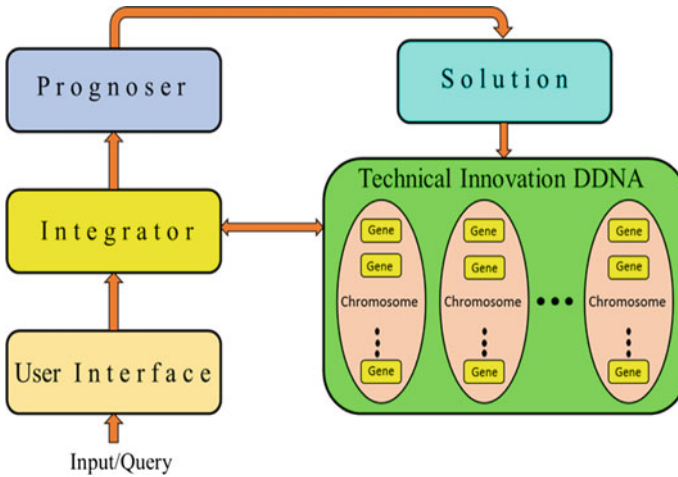 Prognoser
Solution
Technical Innovation DDNA
Gene
Gene
Gene
Gene
Gene
Gene
Integrator
Chromosome
Chromosome
Chromosome
User Interface
Gene
Gene
Gene
Input/Query